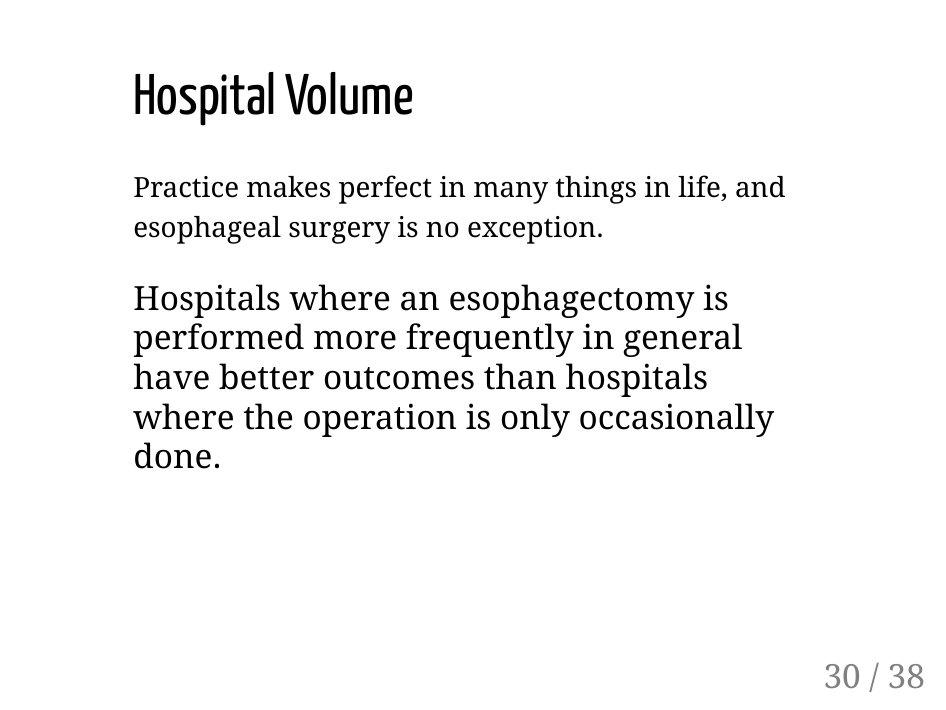 Hospital Volume
Practice makes perfect in many things in life, and
esophageal surgery is no exception.
Hospitals where an esophagectomy is
performed more frequently in general
have better outcomes than hospitals
where the operation is only occasionally
done.
30 / 38